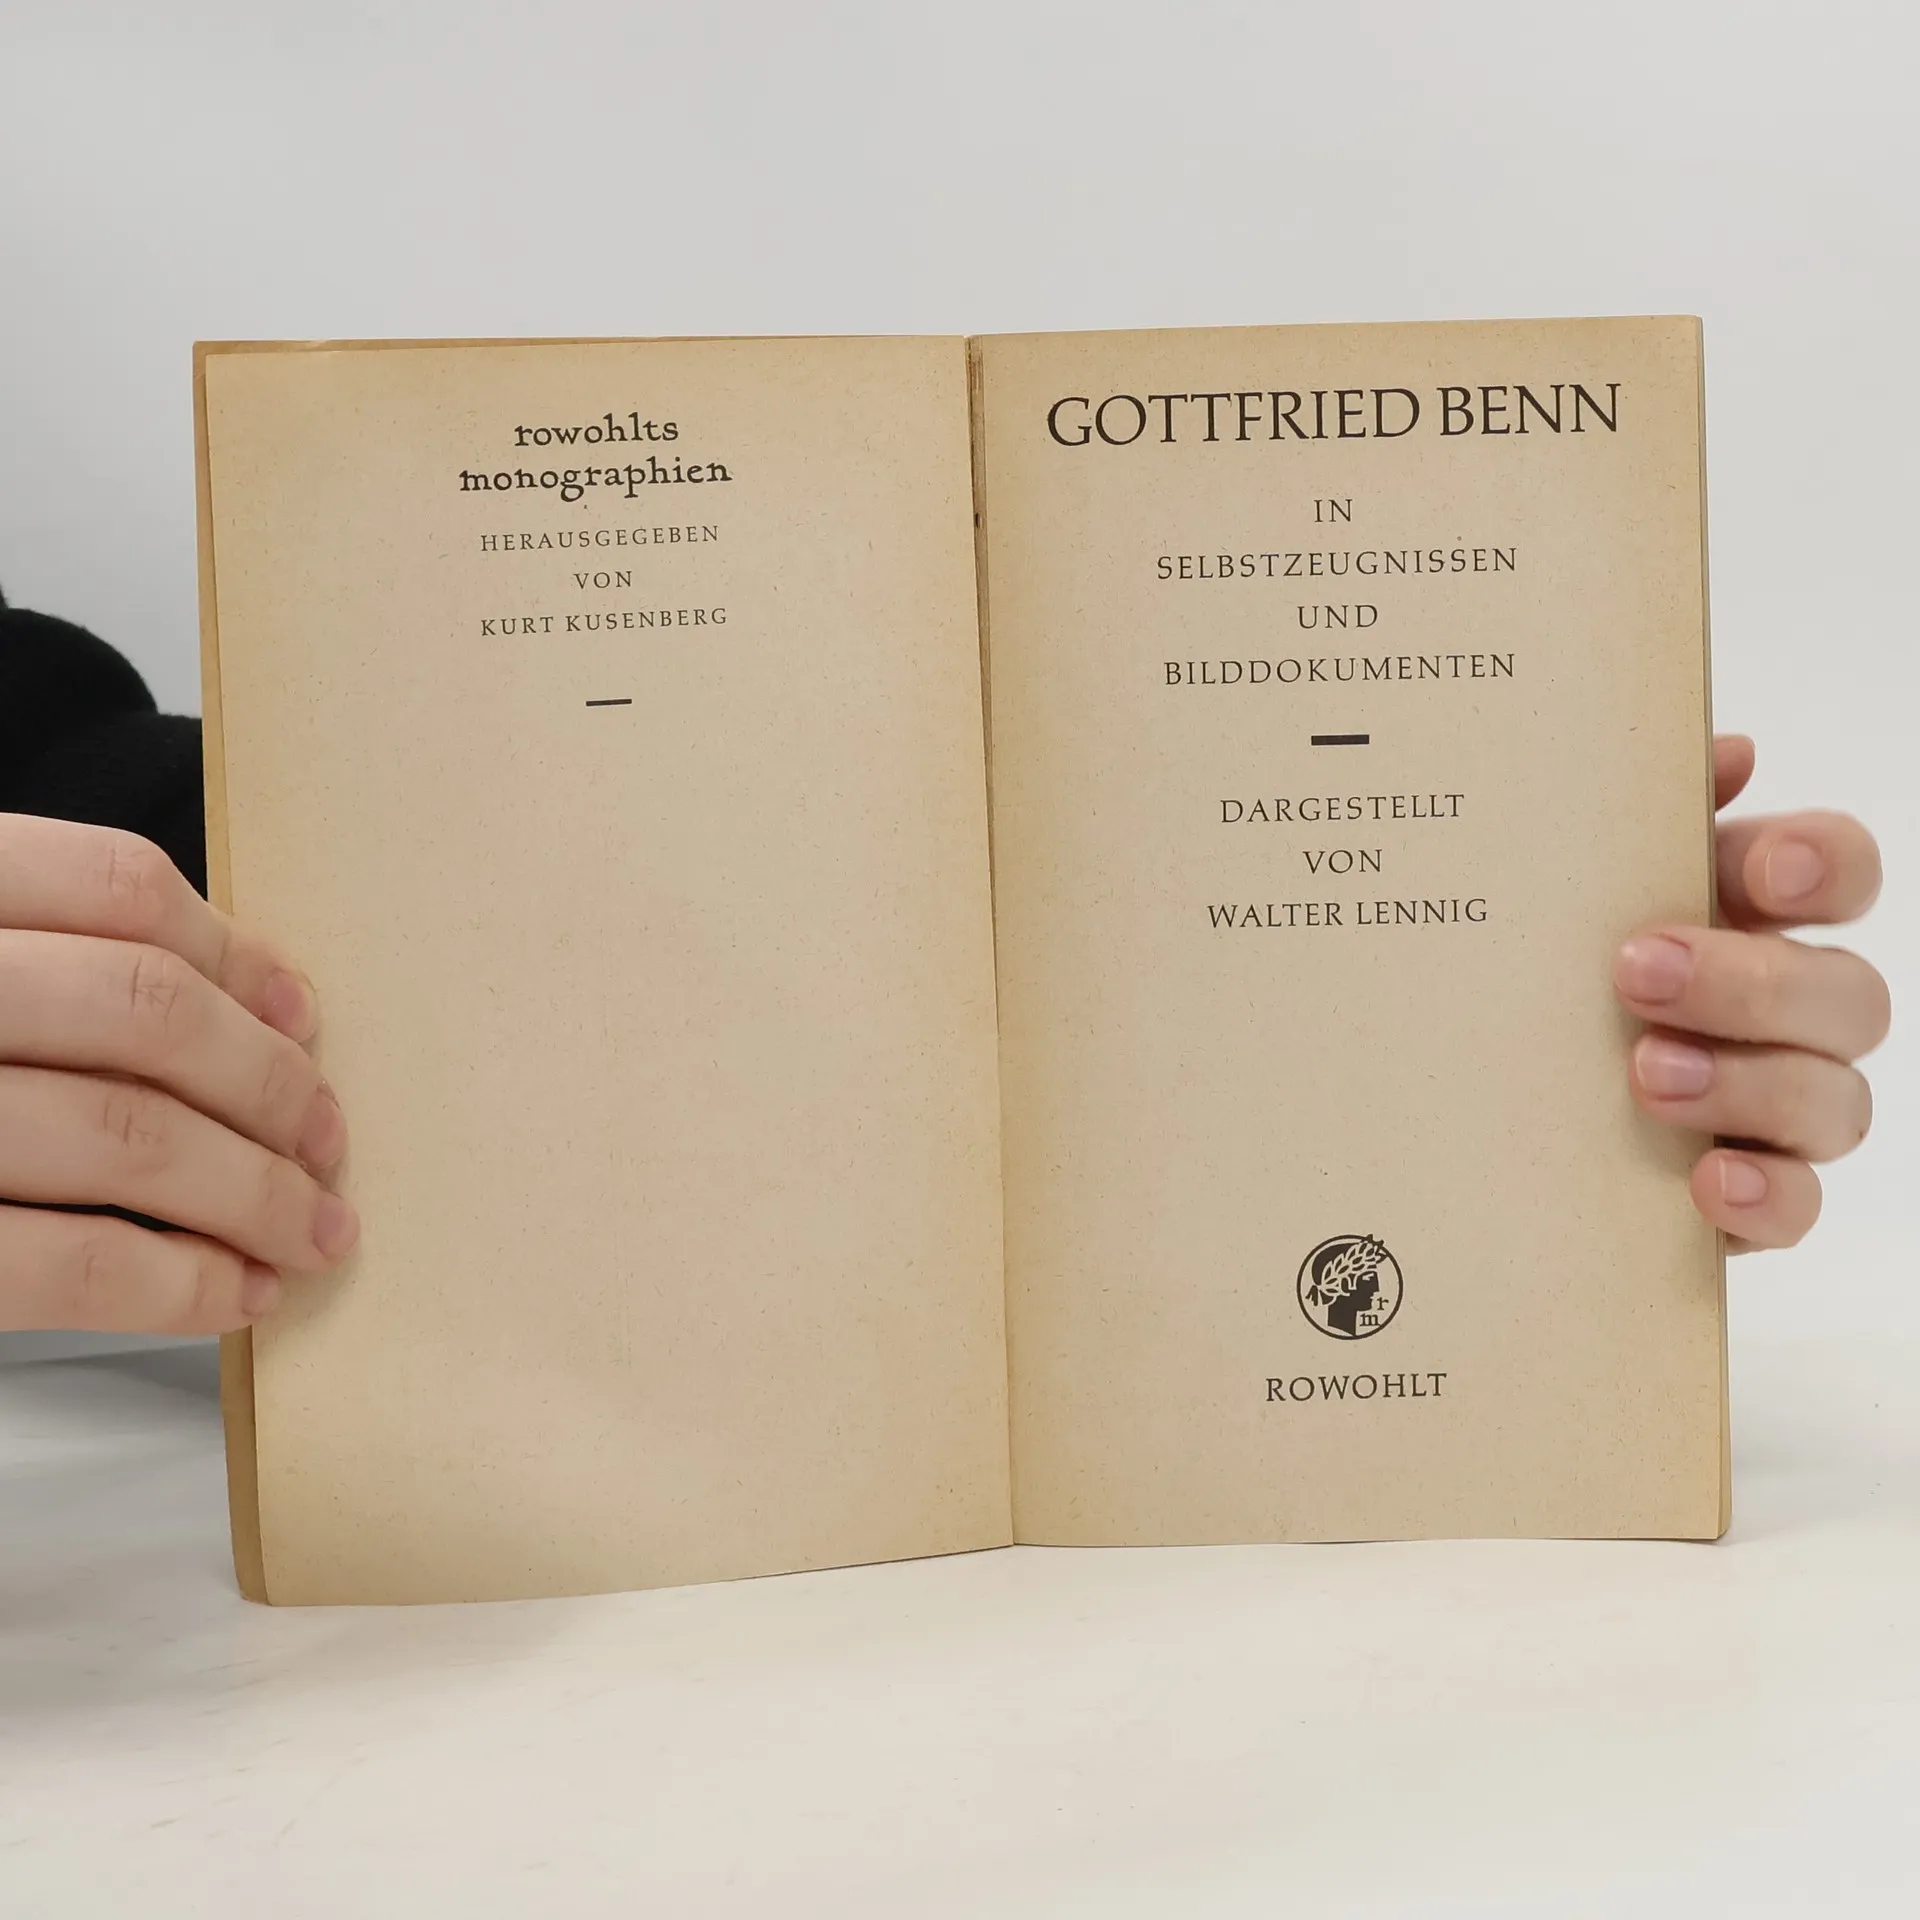 rowohlts
monographien
HERAUSGEGEBEN
VON
KURT KUSENBERG
GOTTFRIED BENN
IN
SELBSTZEUGNISSEN
UND
BILDDOKUMENTEN
DARGESTELLT
VON
WALTER LENNIG
r
m
ROWOHLT